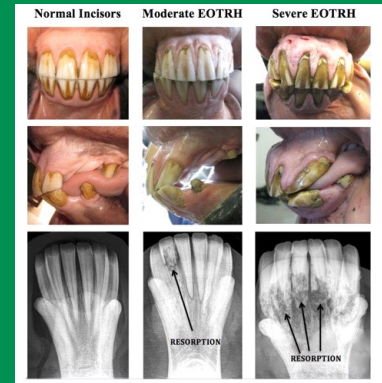 Normal Incisors
Moderate EOTRH
Severe EOTRH
RESORPTION
RESORPTION